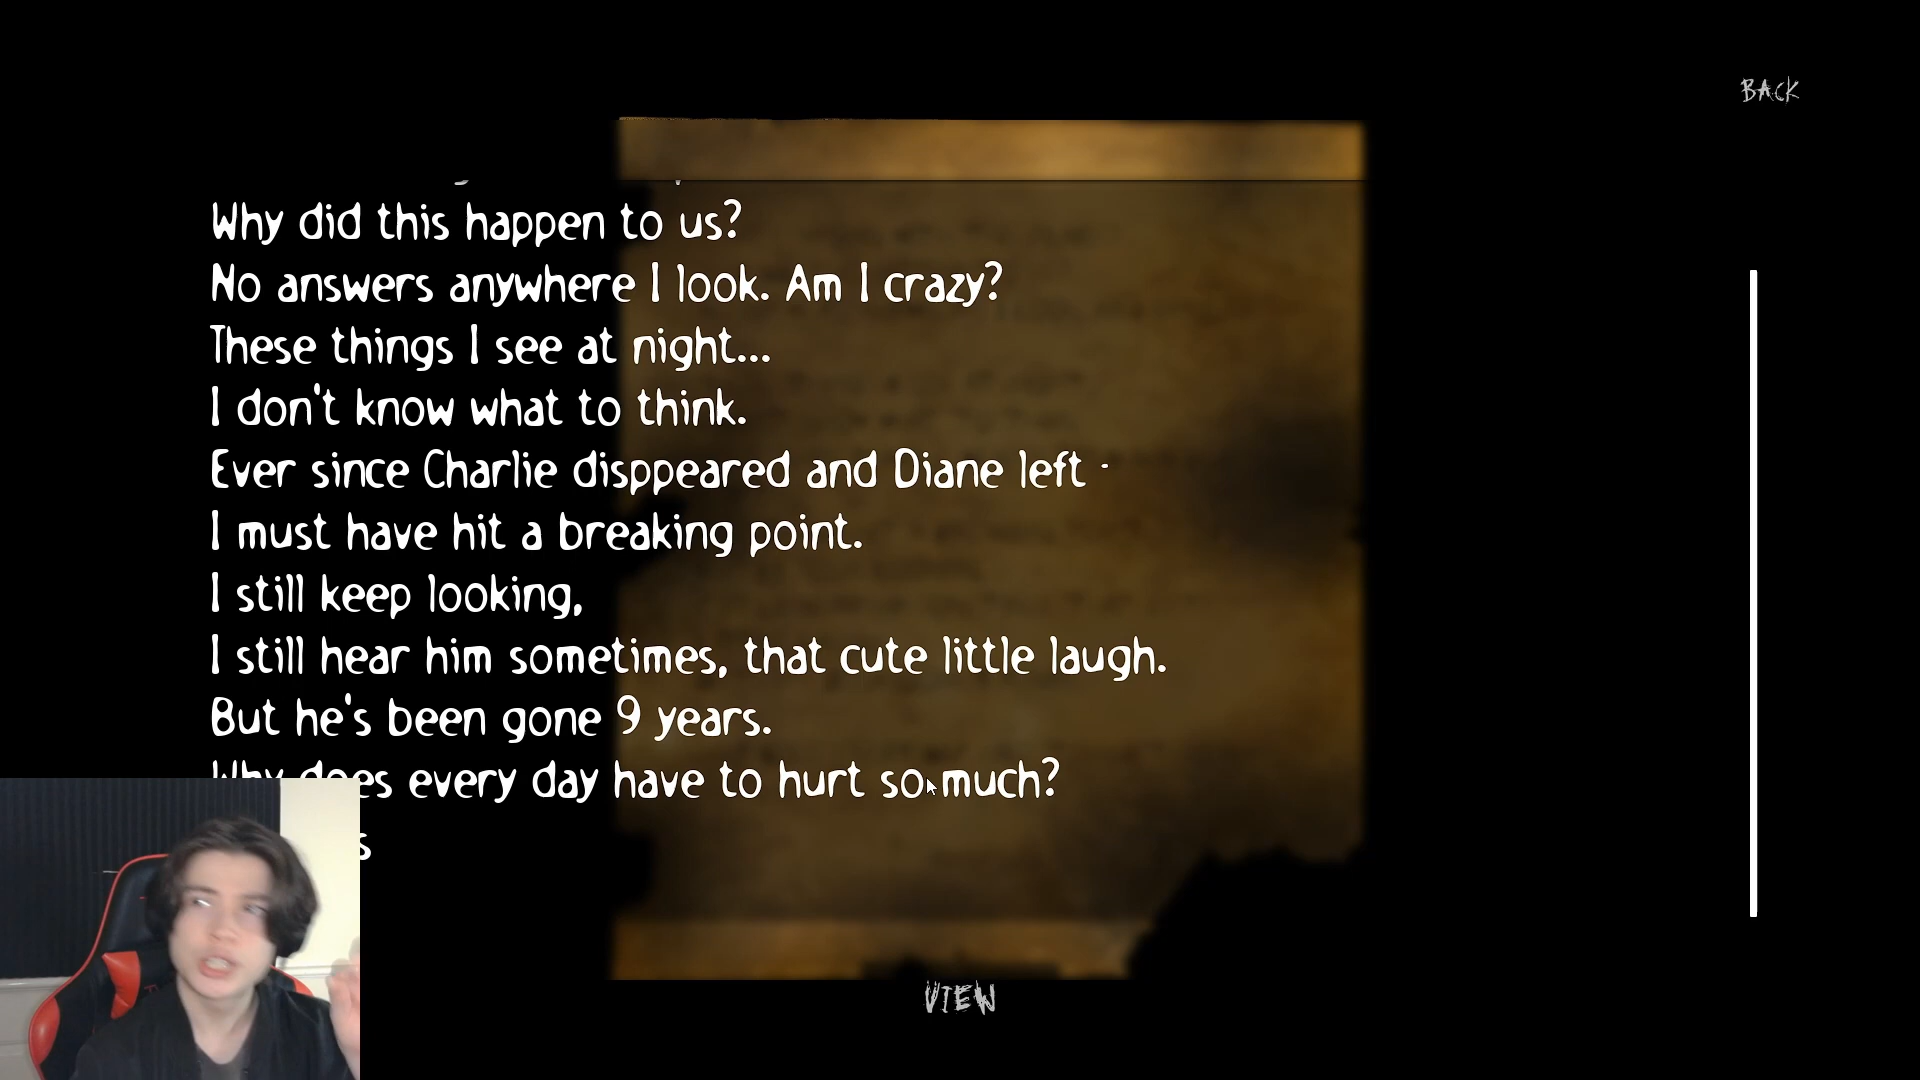 BACK
Why did this happen to us?
No answers anywhere I look. Am I crazy?
These things I see at night...
I don't know what to think.
Ever since Charlie disppeared and Diane left -
I must have hit a breaking point.
I still keep looking,
I still hear him sometimes, that cute little laugh.
But he's been gone 9 years.
Why does every day have to hurt so much?
VIEW